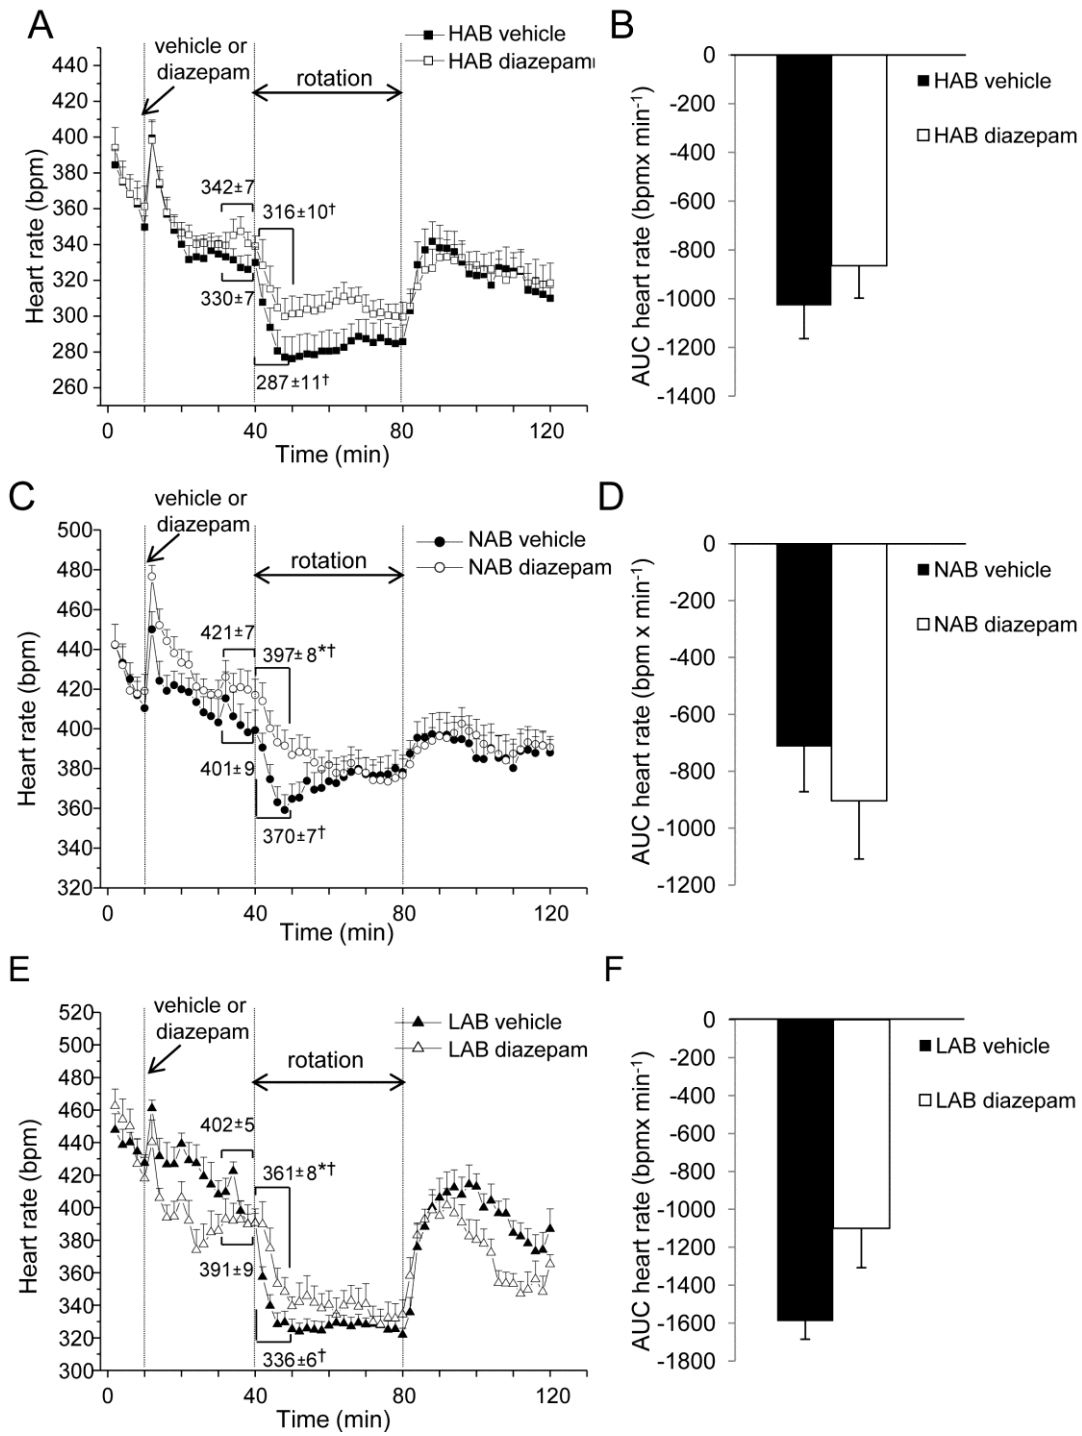 A
vehicle or
diazepam
HAB vehicle
HAB diazepam
rotation
440
420
400
380
360
340
320
300
280
260
Heart rate (bpm)
342±7
316±10†
330±7
287±11†
0 40 80 120
Time (min)
B
0
-200
-400
-600
-800
-1000
-1200
-1400
AUC heart rate (bpmx min-1)
HAB vehicle
HAB diazepam
C
vehicle or
diazepam
NAB vehicle
NAB diazepam
rotation
500
480
460
440
420
400
380
360
340
320
Heart rate (bpm)
421±7
397±8*†
401±9
370±7†
0 40 80 120
Time (min)
D
0
-200
-400
-600
-800
-1000
-1200
AUC heart rate (bpm x min-1)
NAB vehicle
NAB diazepam
E
vehicle or
diazepam
LAB vehicle
LAB diazepam
rotation
520
500
480
460
440
420
400
380
360
340
320
300
Heart rate (bpm)
402±5
361±8*†
391±9
336±6†
0 40 80 120
Time (min)
F
0
-200
-400
-600
-800
-1000
-1200
-1400
-1600
-1800
AUC heart rate (bpmx min-1)
LAB vehicle
LAB diazepam